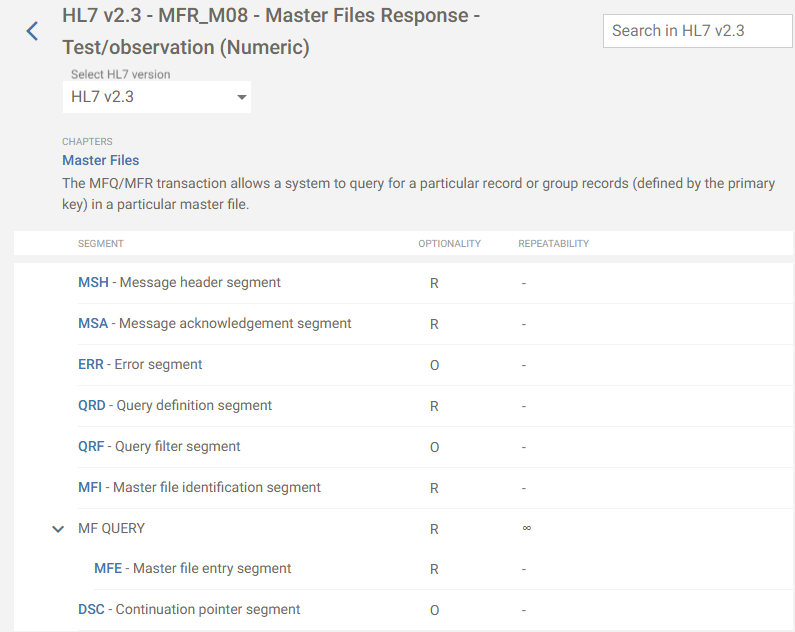 HL7 v2.3 - MFR_M08 - Master Files Response -
Test/observation (Numeric)
Search in HL7 v2.3
Select HL7 version
HL7 v2.3
CHAPTERS
Master Files
The MFQ/MFR transaction allows a system to query for a particular record or group records (defined by the primary
key) in a particular master file.
SEGMENT OPTIONALITY REPEATABILITY
MSH - Message header segment R -
MSA - Message acknowledgement segment R -
ERR - Error segment O -
QRD - Query definition segment R -
QRF - Query filter segment O -
MFI - Master file identification segment R -
MF QUERY R ∞
MFE - Master file entry segment R -
DSC - Continuation pointer segment O -